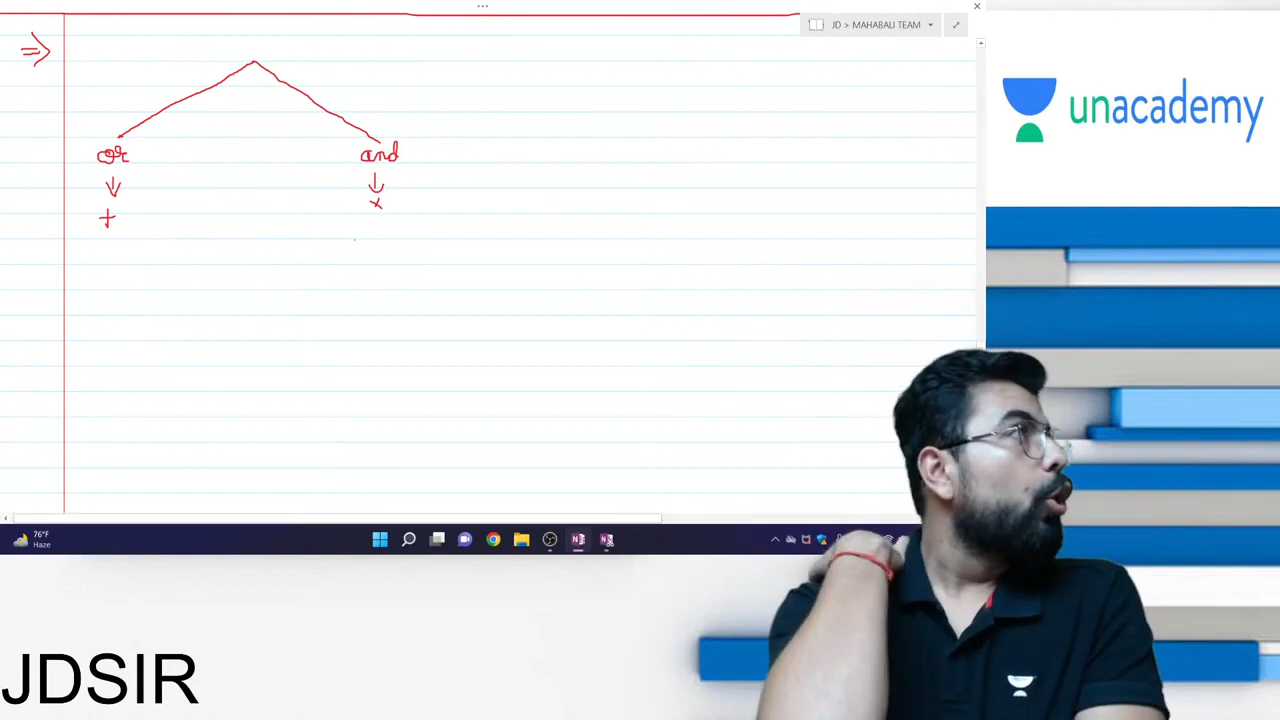 JD > MAHABALI TEAM
unacademy
⇒
or and
↓ ↓
+ ×
76°F
Haze
JDSIR